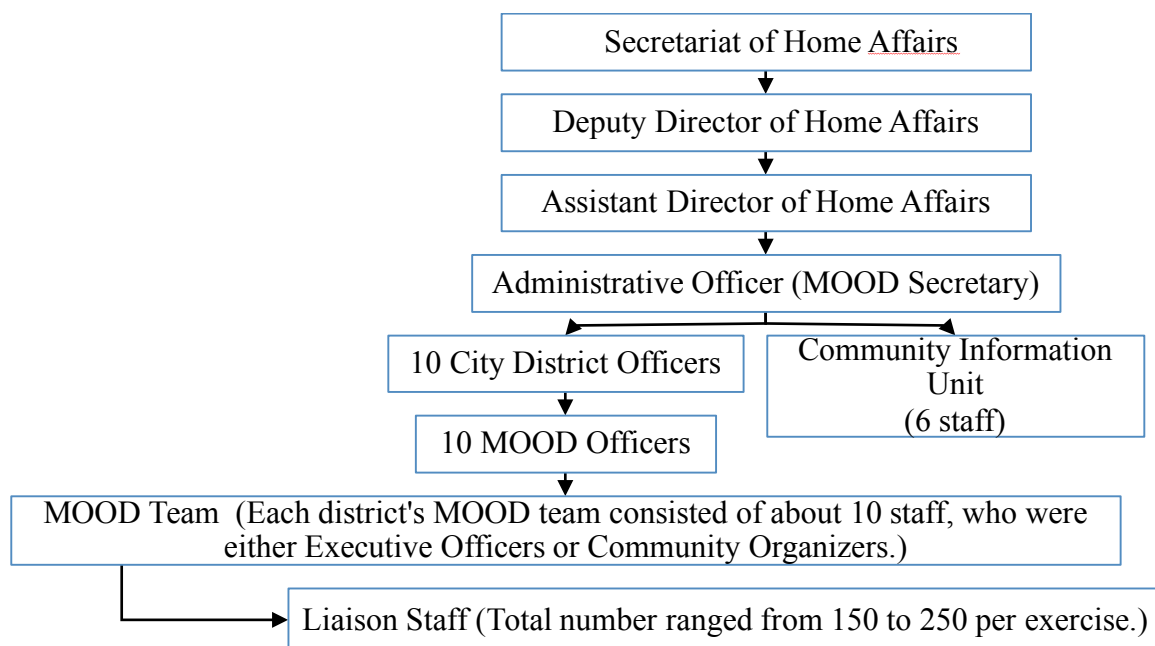 Secretariat of Home Affairs
Deputy Director of Home Affairs
Assistant Director of Home Affairs
Administrative Officer (MOOD Secretary)
10 City District Officers
Community Information
Unit
(6 staff)
10 MOOD Officers
MOOD Team (Each district's MOOD team consisted of about 10 staff, who were
either Executive Officers or Community Organizers.)
Liaison Staff (Total number ranged from 150 to 250 per exercise.)